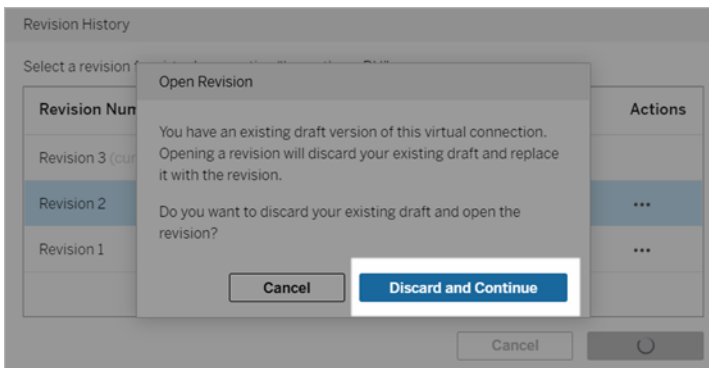 Revision History
Select a revision
Open Revision
Revision Num
Actions
You have an existing draft version of this virtual connection.
Opening a revision will discard your existing draft and replace
it with the revision.
Revision 3 (cur
Revision 2
•••
Do you want to discard your existing draft and open the
revision?
Revision 1
•••
Cancel
Discard and Continue
Cancel